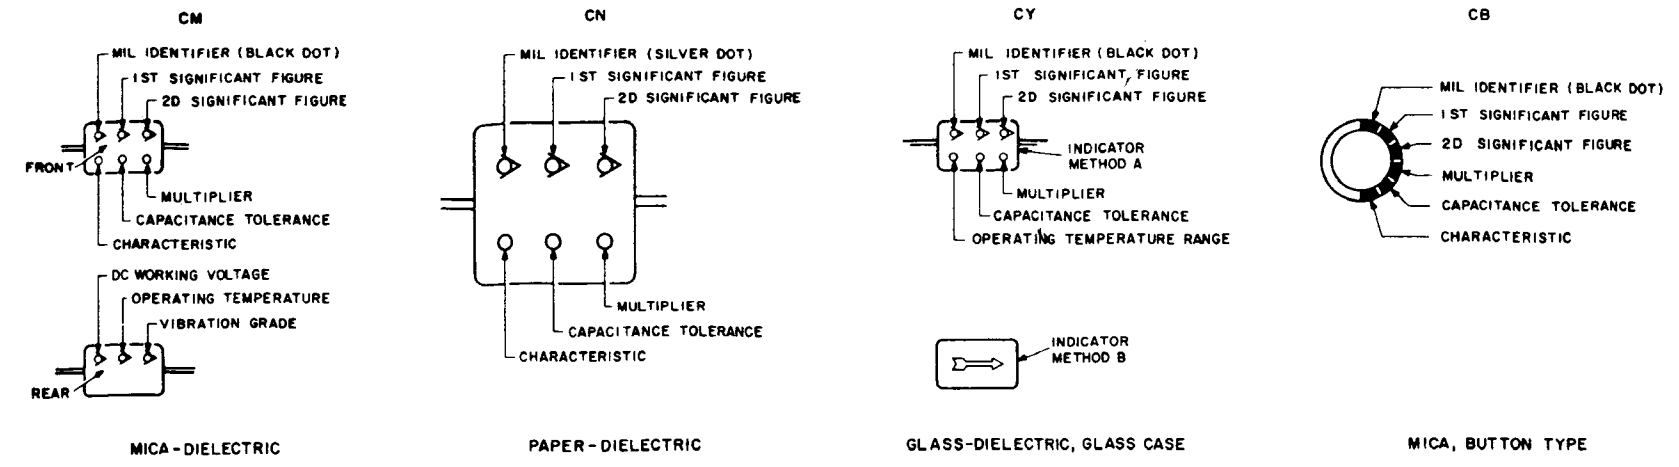 CM
MIL IDENTIFIER (BLACK DOT)
1ST SIGNIFICANT FIGURE
2D SIGNIFICANT FIGURE
FRONT
MULTIPLIER
CAPACITANCE TOLERANCE
CHARACTERISTIC
DC WORKING VOLTAGE
OPERATING TEMPERATURE
VIBRATION GRADE
REAR
MICA-DIELECTRIC
CN
MIL IDENTIFIER (SILVER DOT)
1ST SIGNIFICANT FIGURE
2D SIGNIFICANT FIGURE
MULTIPLIER
CAPACITANCE TOLERANCE
CHARACTERISTIC
PAPER-DIELECTRIC
CY
MIL IDENTIFIER (BLACK DOT)
1ST SIGNIFICANT FIGURE
2D SIGNIFICANT FIGURE
INDICATOR
METHOD A
MULTIPLIER
CAPACITANCE TOLERANCE
OPERATING TEMPERATURE RANGE
INDICATOR
METHOD B
GLASS-DIELECTRIC, GLASS CASE
CB
MIL IDENTIFIER (BLACK DOT)
1ST SIGNIFICANT FIGURE
2D SIGNIFICANT FIGURE
MULTIPLIER
CAPACITANCE TOLERANCE
CHARACTERISTIC
MICA, BUTTON TYPE